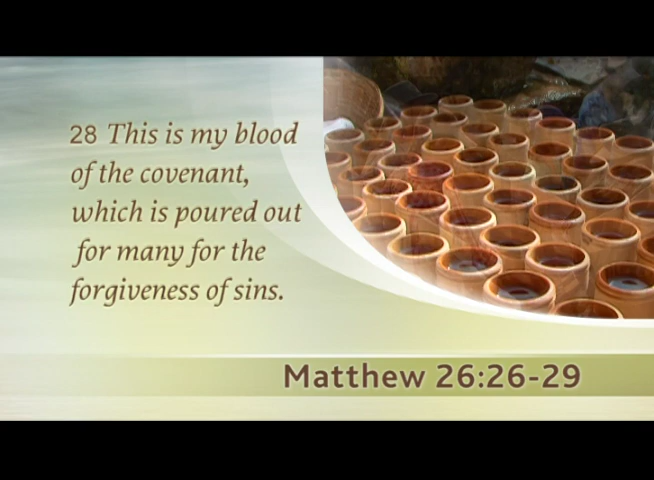 28 This is my blood
of the covenant,
which is poured out
for many for the
forgiveness of sins.
Matthew 26:26-29